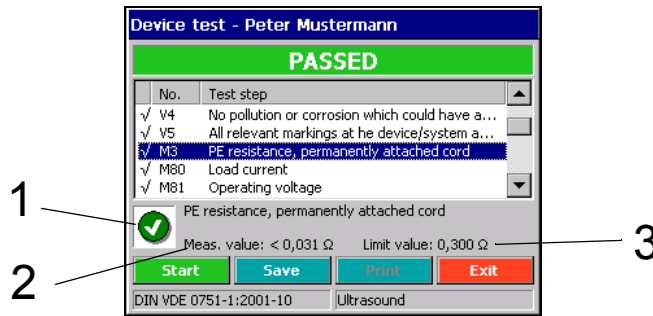 Device test - Peter Mustermann
PASSED
No. Test step
√ V4 No pollution or corrosion which could have a...
√ V5 All relevant markings at he device/system a...
√ M3 PE resistance, permanently attached cord
√ M80 Load current
√ M81 Operating voltage
1
PE resistance, permanently attached cord
Meas. value: < 0,031 Ω Limit value: 0,300 Ω
3
2
Start Save Print Exit
DIN VDE 0751-1:2001-10 Ultrasound